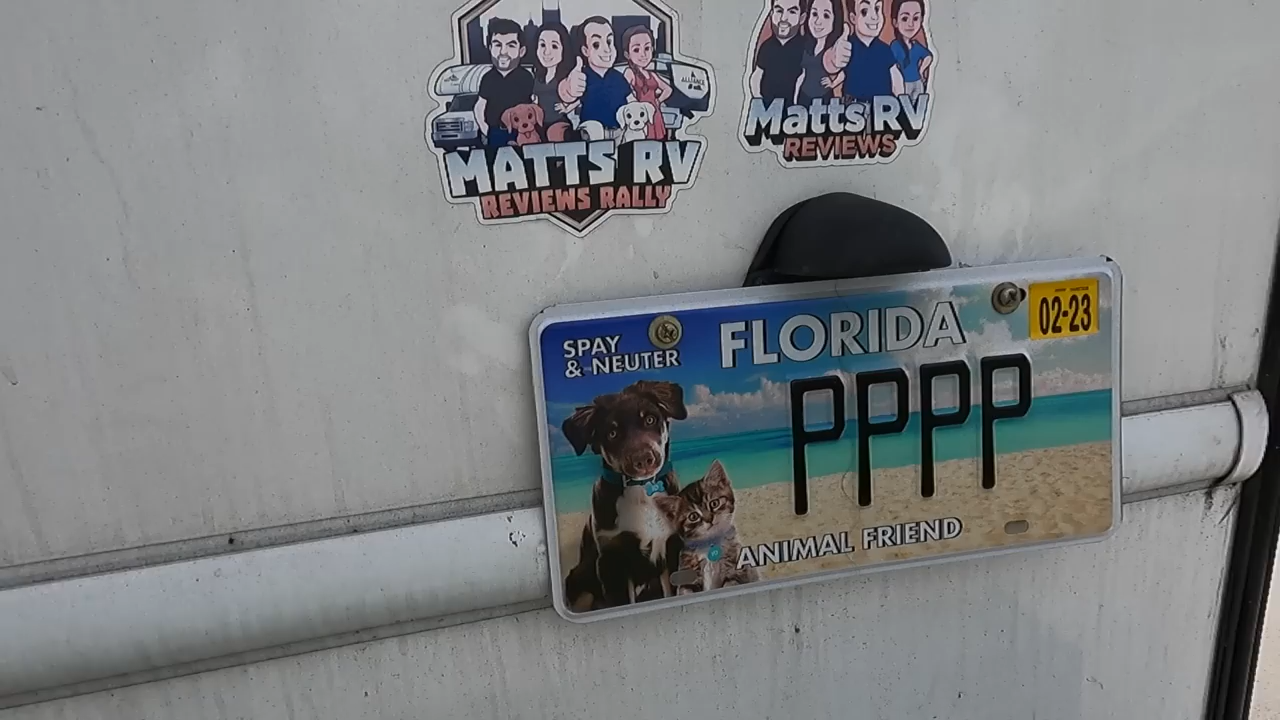 MATTS RV
REVIEWS RALLY
Matts RV
REVIEWS
SPAY
& NEUTER
FLORIDA
02-23
PPPP
ANIMAL FRIEND